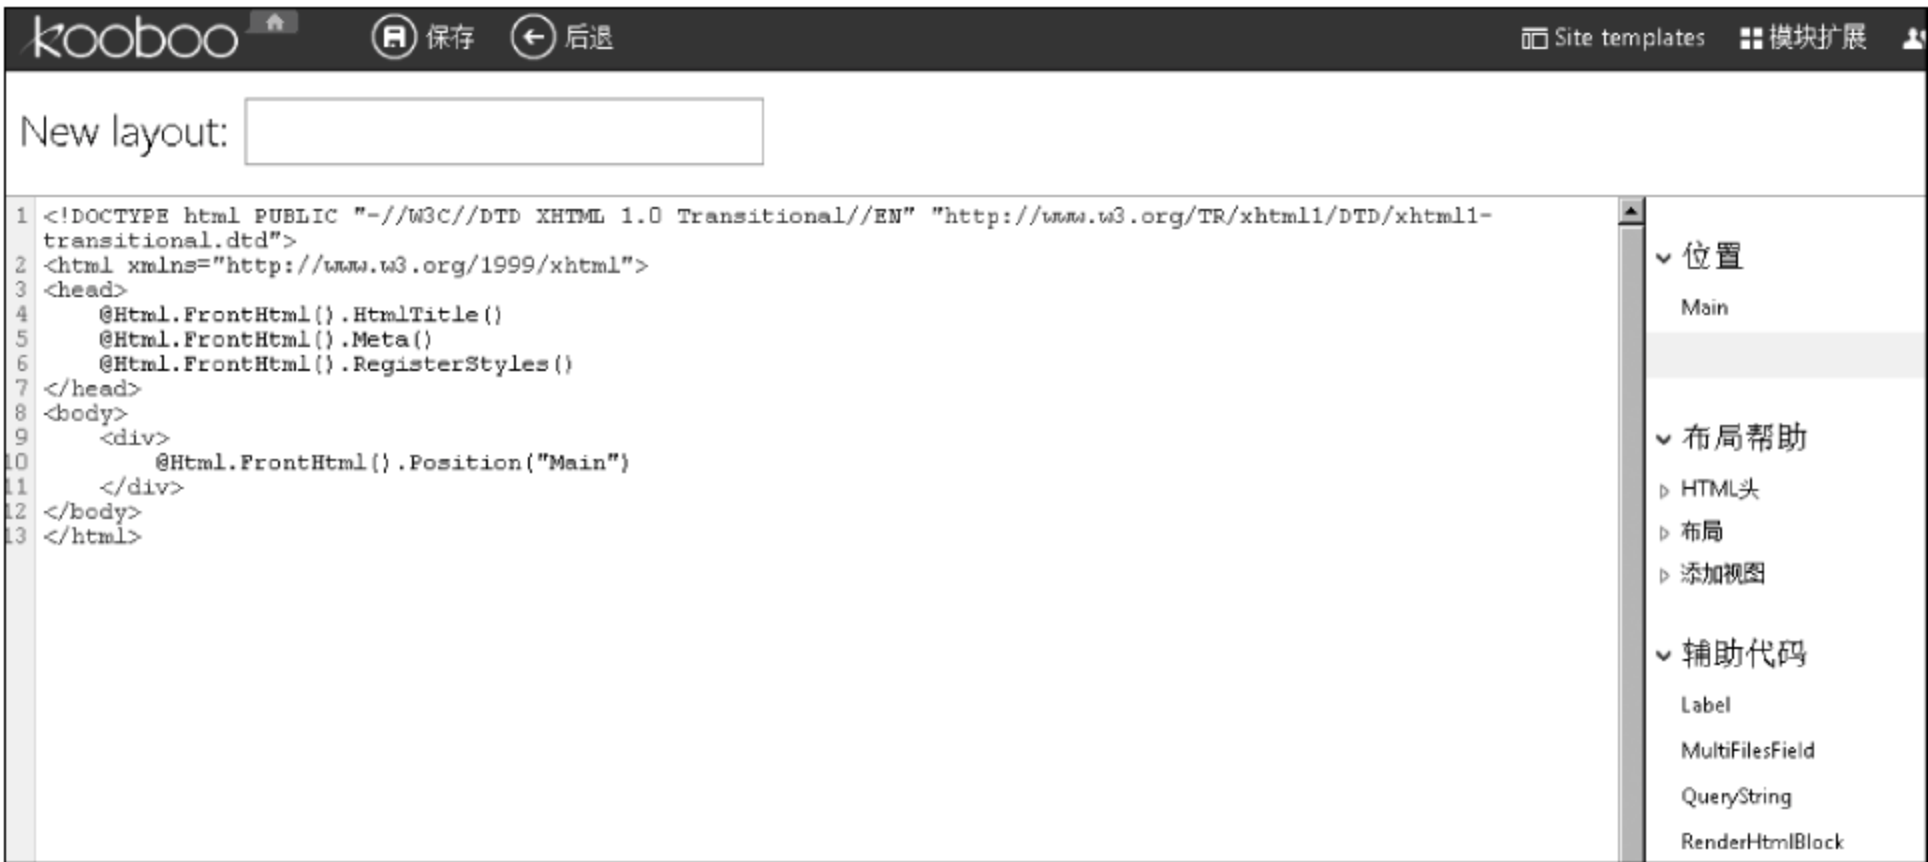 kooboo 保存 后退 Site templates 模块扩展
New layout:
1 <!DOCTYPE html PUBLIC "-//W3C//DTD XHTML 1.0 Transitional//EN" "http://www.w3.org/TR/xhtml1/DTD/xhtml1-
transitional.dtd">
2 <html xmlns="http://www.w3.org/1999/xhtml">
3 <head>
4 @Html.FrontHtml().HtmlTitle()
5 @Html.FrontHtml().Meta()
6 @Html.FrontHtml().RegisterStyles()
7 </head>
8 <body>
9 <div>
10 @Html.FrontHtml().Position("Main")
11 </div>
12 </body>
13 </html>
位置
Main
布局帮助
HTML头
布局
添加视图
辅助代码
Label
MultiFilesField
QueryString
RenderHtmlBlock